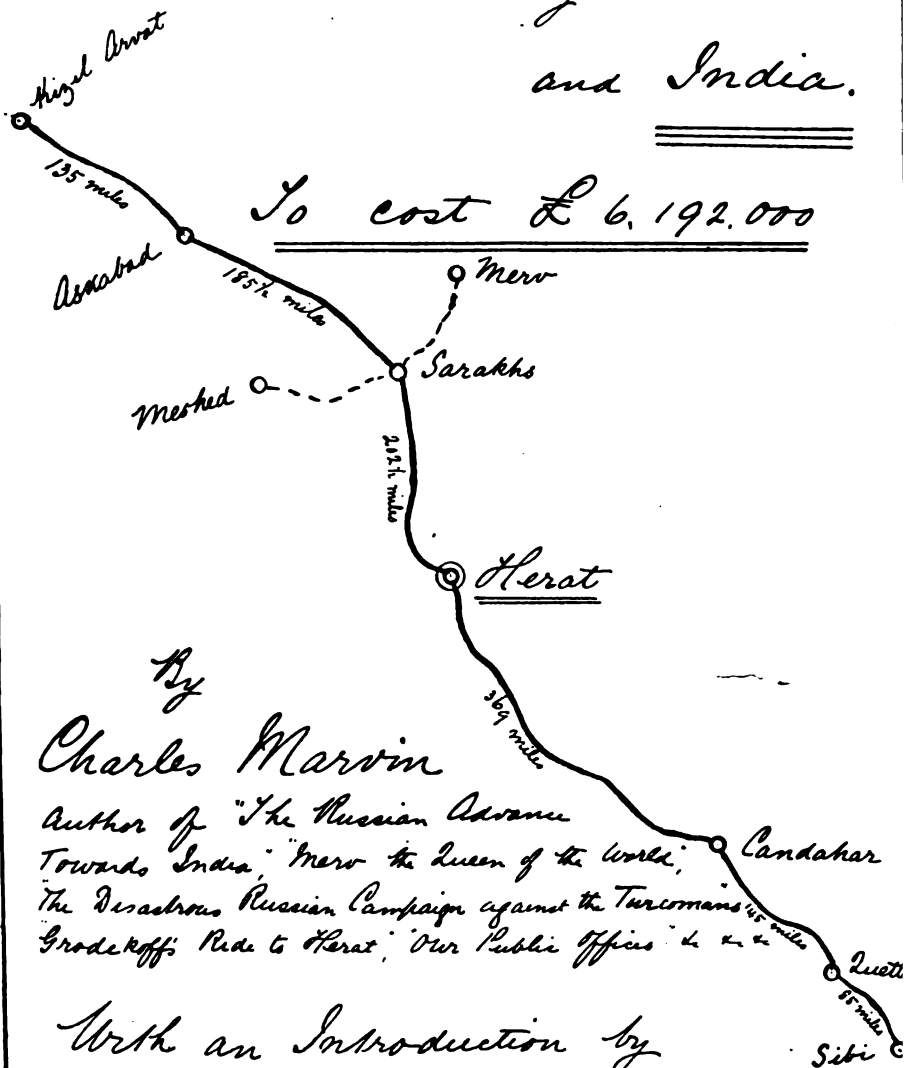 and India.
Kizil Arvat
135 miles
To cost £ 6.192.000
Askabad
185½ miles
Merv
Sarakhs
Meshed
202½ miles
Herat
By
369 miles
Charles Marvin
Author of "The Russian Advance
Towards India," "Merv the Queen of the World",
Candahar
"The Disastrous Russian Campaign against the Turcomans"
145 miles
"Grodekoff's Ride to Herat", "Our Public Offices" &c &c &c
85 miles
Sibi
With an Introduction by